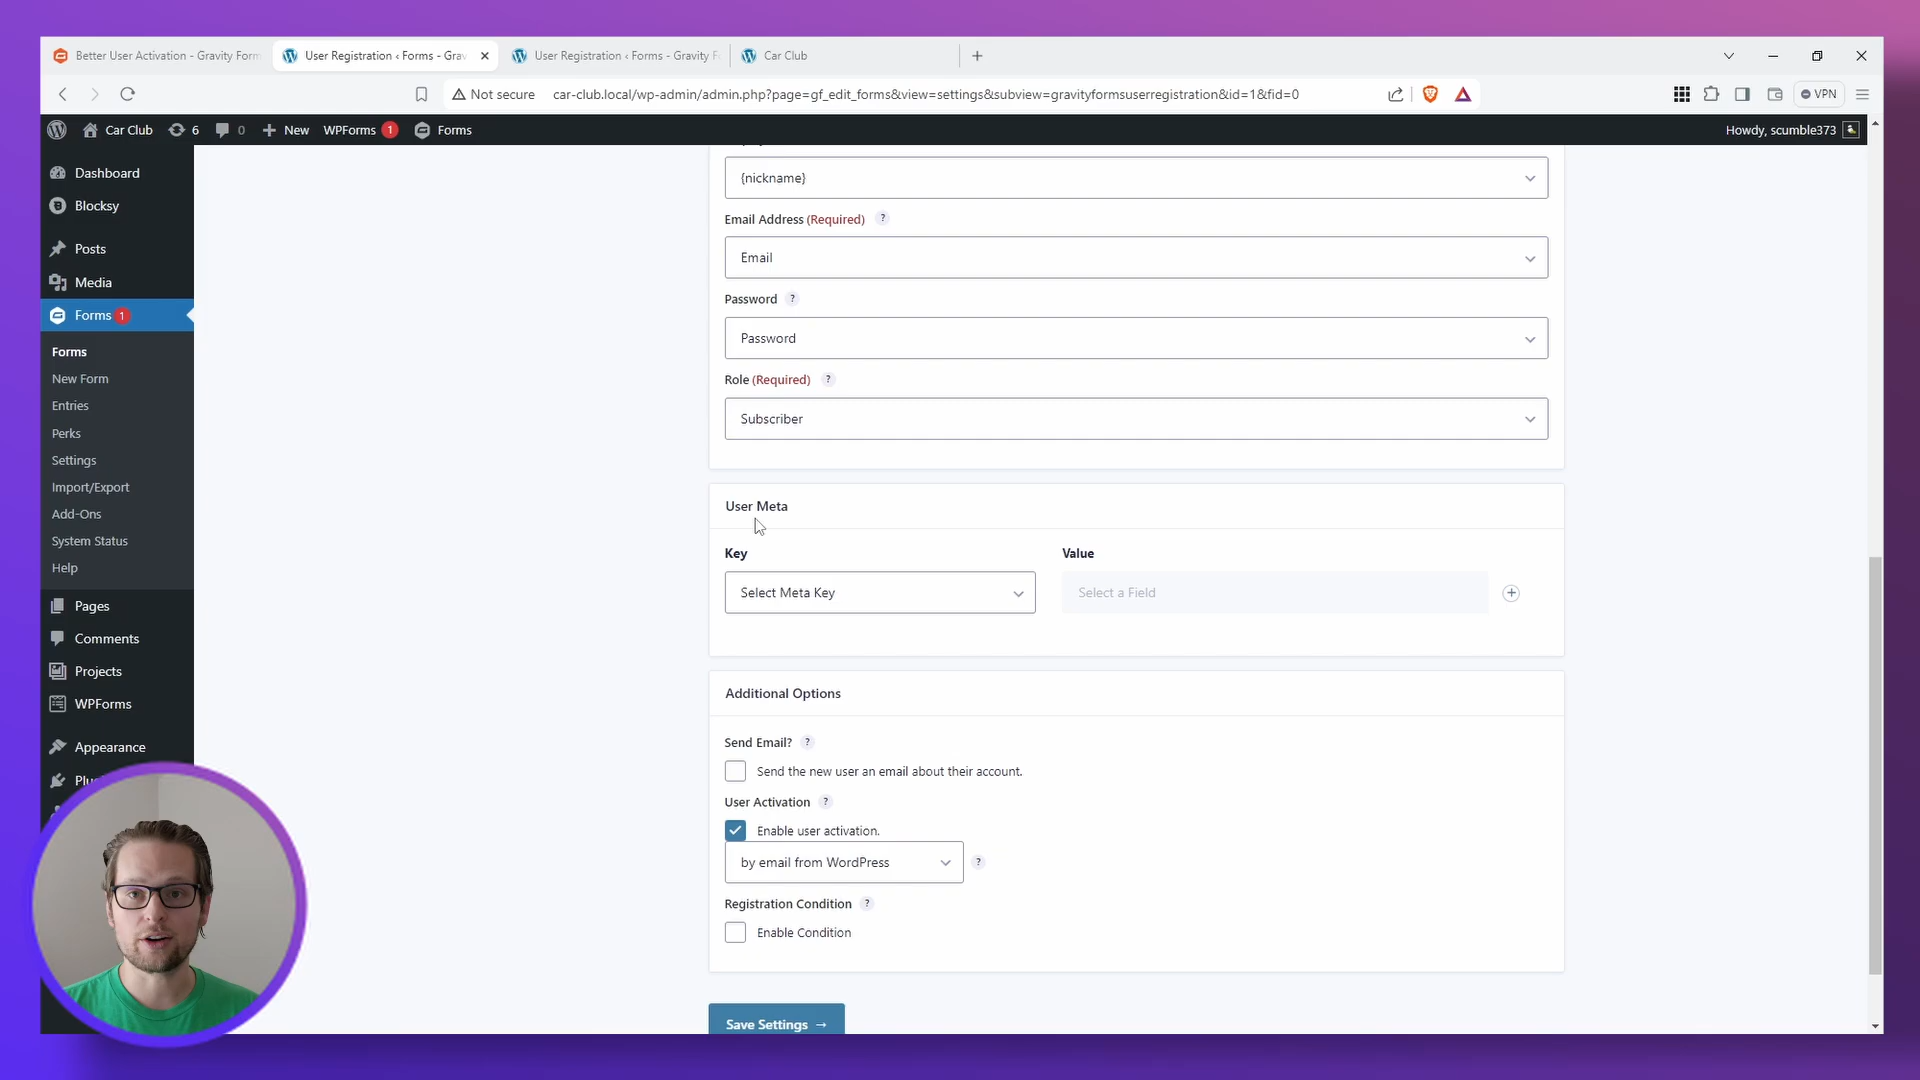 Better User Activation - Gravity Form
User Registration ‹ Forms - Grav
User Registration ‹ Forms - Gravity F
Car Club
Not secure
car-club.local/wp-admin/admin.php?page=gf_edit_forms&view=settings&subview=gravityformsuserregistration&id=1&fid=0
VPN
Car Club
6
0
New
WPForms 1
Forms
Howdy, scumble373
Dashboard
Blocksy
Posts
Media
Forms 1
Forms
New Form
Entries
Perks
Settings
Import/Export
Add-Ons
System Status
Help
Pages
Comments
Projects
WPForms
Appearance
{nickname}
Email Address (Required) ?
Email
Password ?
Password
Role (Required) ?
Subscriber
User Meta
Key
Value
Select Meta Key
Select a Field
Additional Options
Send Email? ?
Send the new user an email about their account.
User Activation ?
Enable user activation.
by email from WordPress
?
Registration Condition ?
Enable Condition
Save Settings →